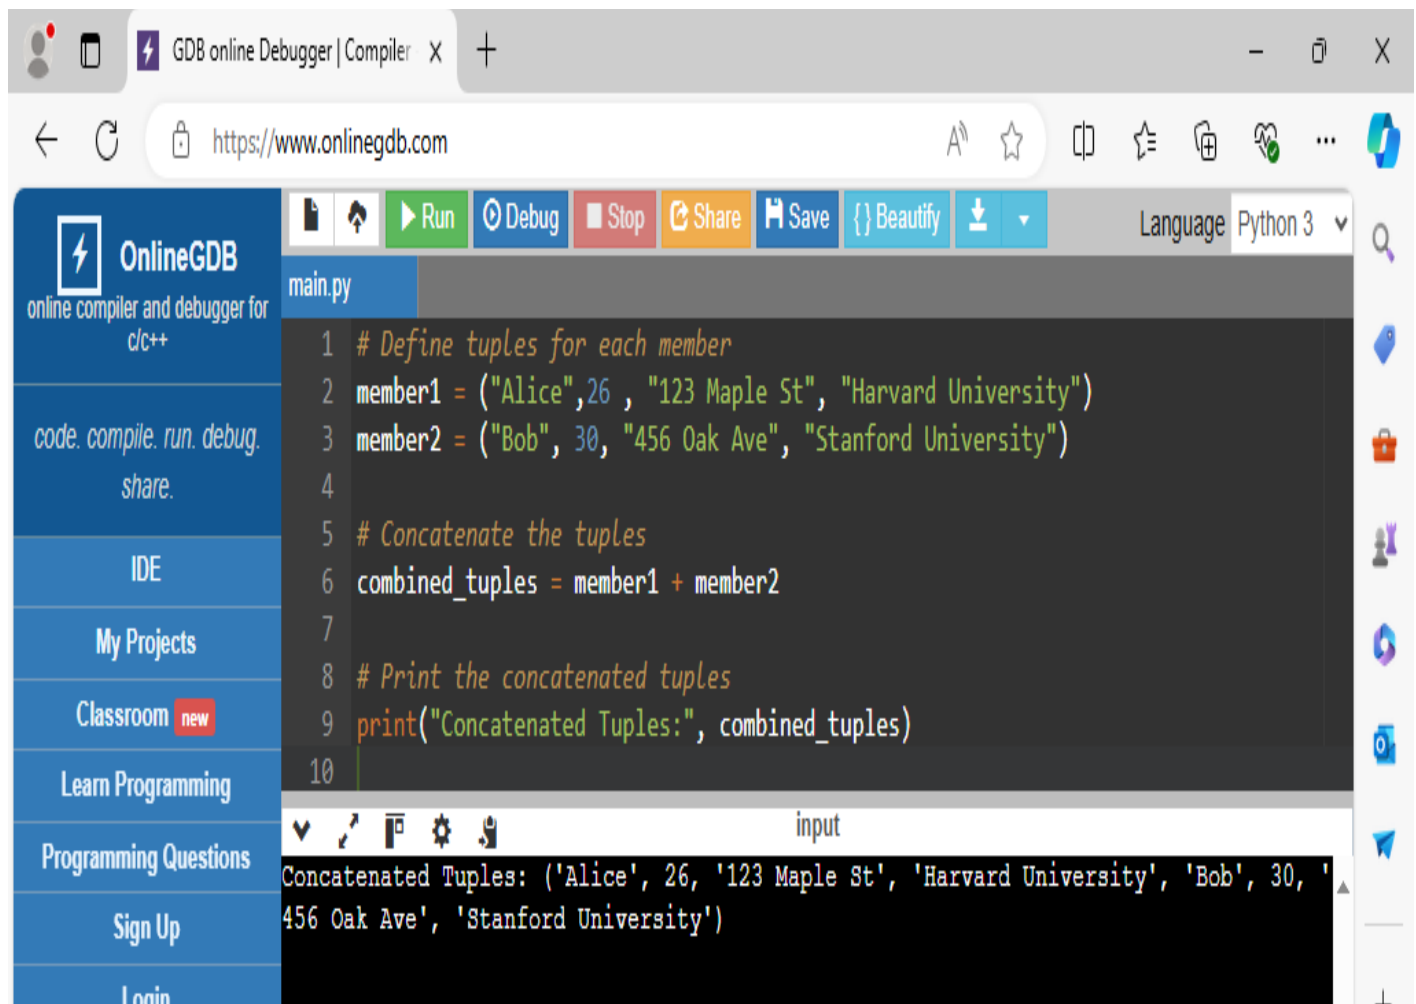 GDB online Debugger | Compiler
https://www.onlinegdb.com
Run Debug Stop Share Save { } Beautify
Language Python 3
OnlineGDB
online compiler and debugger for
c/c++
code. compile. run. debug.
share.
IDE
My Projects
Classroom new
Learn Programming
Programming Questions
Sign Up
Login
main.py
1 # Define tuples for each member
2 member1 = ("Alice",26 , "123 Maple St", "Harvard University")
3 member2 = ("Bob", 30, "456 Oak Ave", "Stanford University")
4
5 # Concatenate the tuples
6 combined_tuples = member1 + member2
7
8 # Print the concatenated tuples
9 print("Concatenated Tuples:", combined_tuples)
10
input
Concatenated Tuples: ('Alice', 26, '123 Maple St', 'Harvard University', 'Bob', 30, '
456 Oak Ave', 'Stanford University')